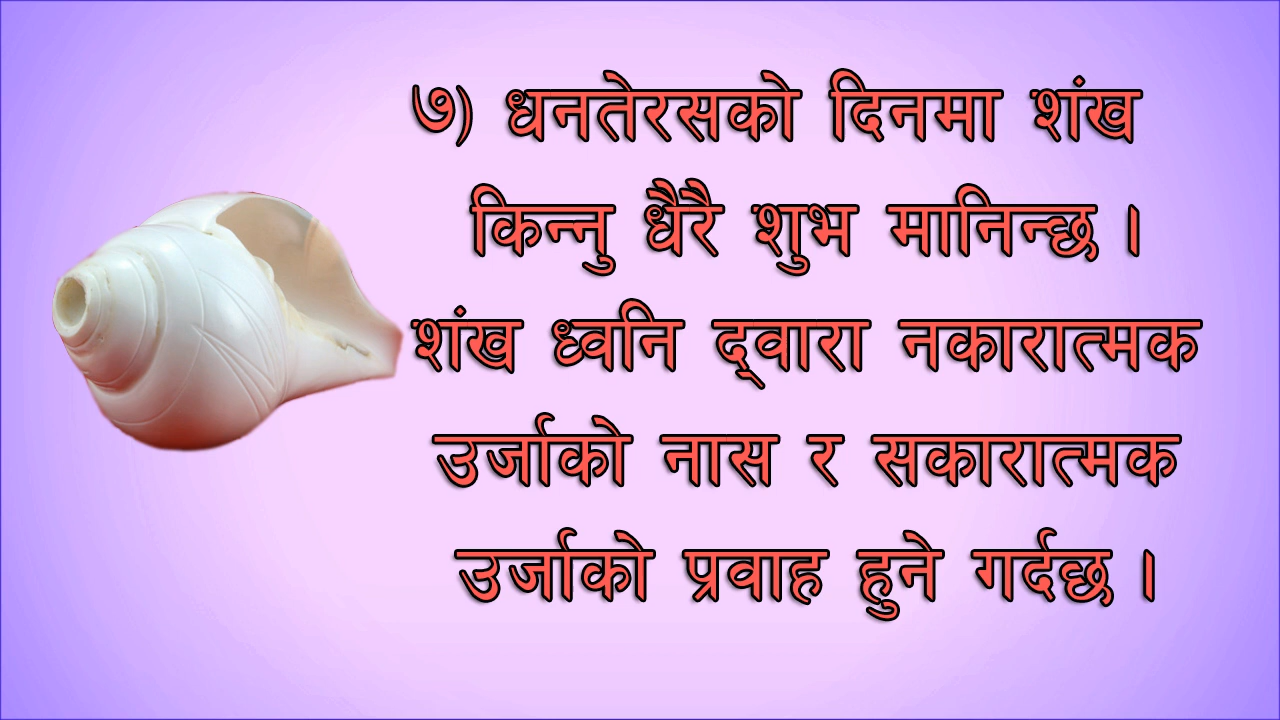 ७) धनतेरसको दिनमा शंख
किन्नु धैरै शुभ मानिन्छ ।
शंख ध्वनि द्वारा नकारात्मक
उर्जाको नास र सकारात्मक
उर्जाको प्रवाह हुने गर्दछ ।